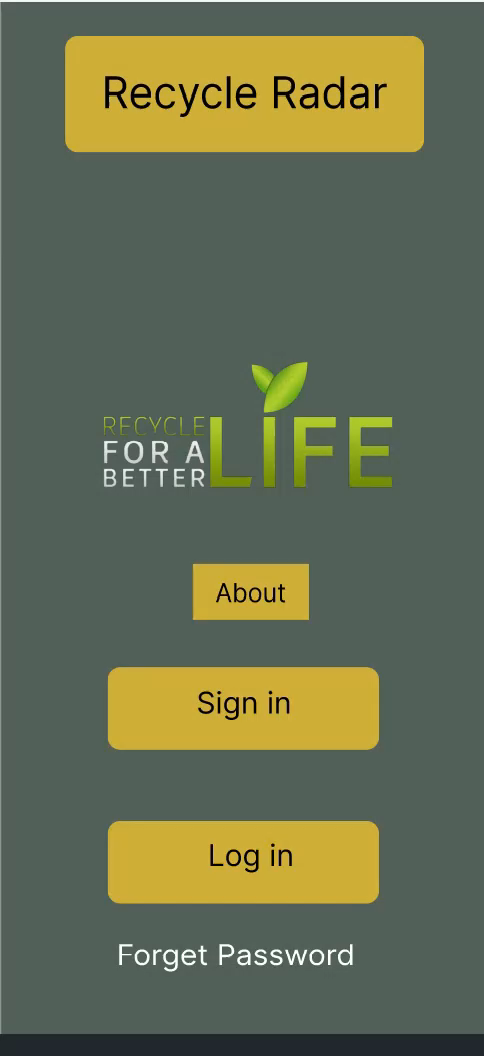 Recycle Radar
RECYCLE
FOR A
BETTER LIFE
About
Sign in
Log in
Forget Password